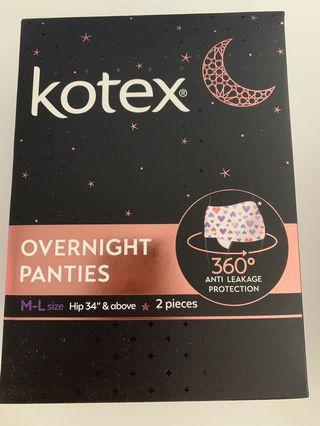 kotex®
OVERNIGHT
PANTIES
M-L size Hip 34" & above ★ 2 pieces
360°
ANTI LEAKAGE
PROTECTION